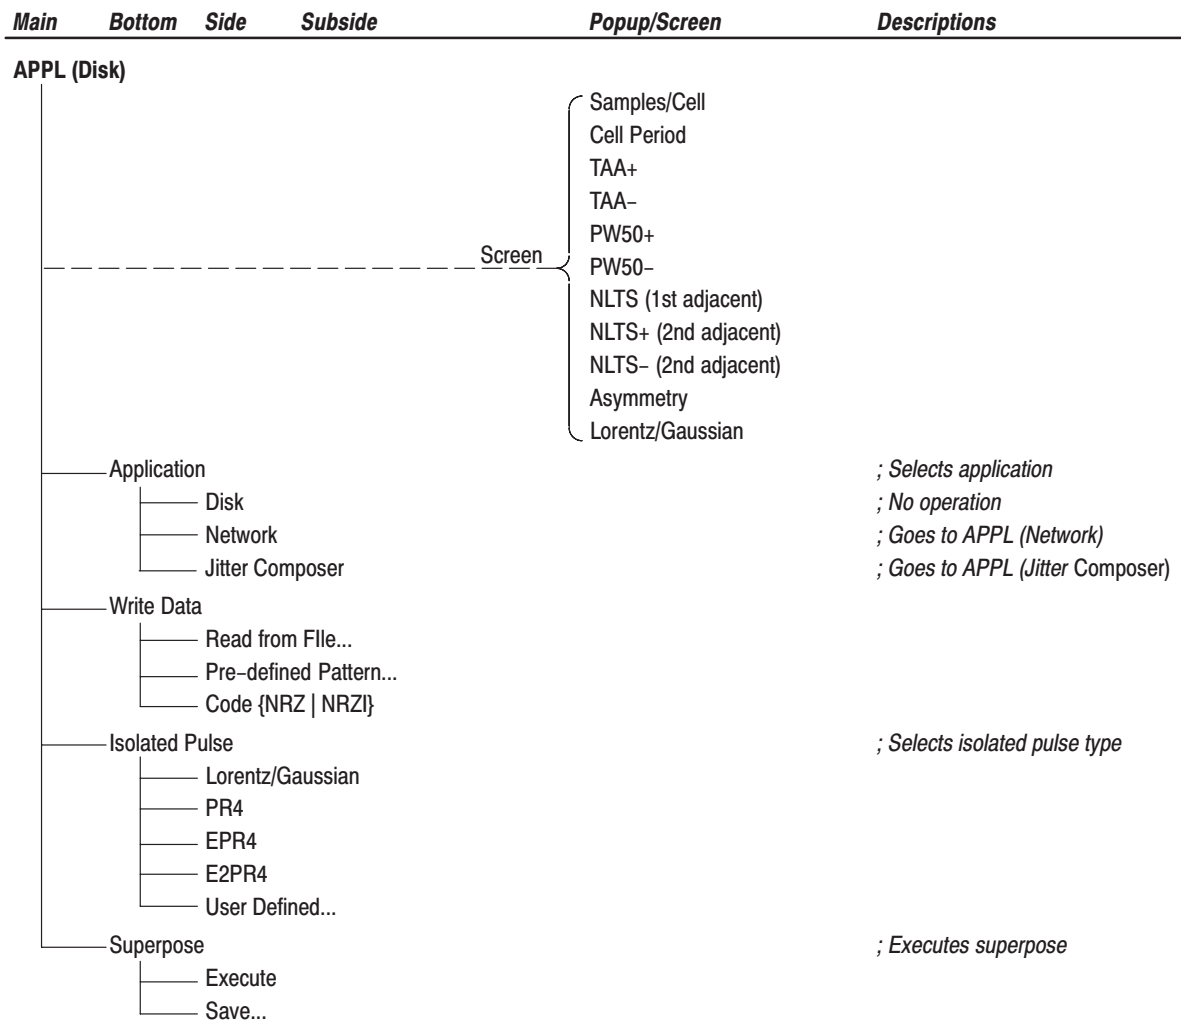 Main Bottom Side Subside Popup/Screen Descriptions
APPL (Disk)
Samples/Cell
Cell Period
TAA+
TAA–
PW50+
Screen
PW50–
NLTS (1st adjacent)
NLTS+ (2nd adjacent)
NLTS– (2nd adjacent)
Asymmetry
Lorentz/Gaussian
Application ; Selects application
Disk ; No operation
Network ; Goes to APPL (Network)
Jitter Composer ; Goes to APPL (Jitter Composer)
Write Data
Read from FIle...
Pre–defined Pattern...
Code {NRZ | NRZI}
Isolated Pulse ; Selects isolated pulse type
Lorentz/Gaussian
PR4
EPR4
E2PR4
User Defined...
Superpose ; Executes superpose
Execute
Save...